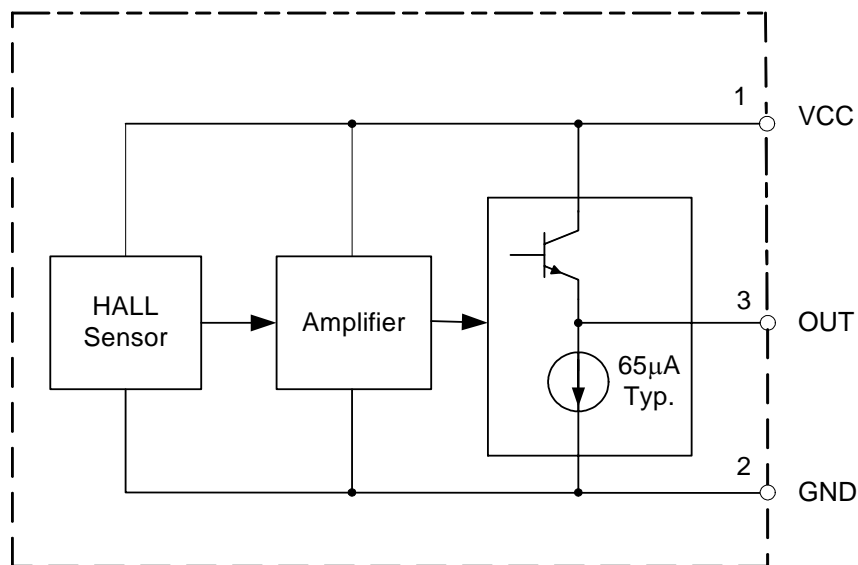 1
VCC
HALL
Sensor
Amplifier
3
OUT
65μA
Typ.
2
GND